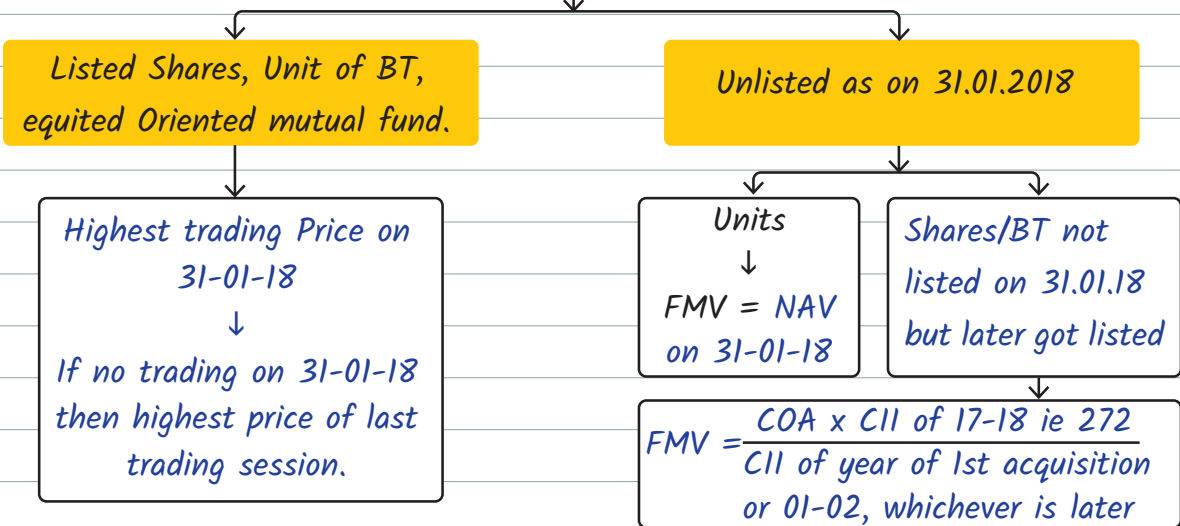 Listed Shares, Unit of BT,
equited Oriented mutual fund.
Highest trading Price on
31-01-18
↓
If no trading on 31-01-18
then highest price of last
trading session.
Unlisted as on 31.01.2018
Units
↓
FMV = NAV
on 31-01-18
Shares/BT not
listed on 31.01.18
but later got listed
FMV = COA x CII of 17-18 ie 272
CII of year of 1st acquisition
or 01-02, whichever is later